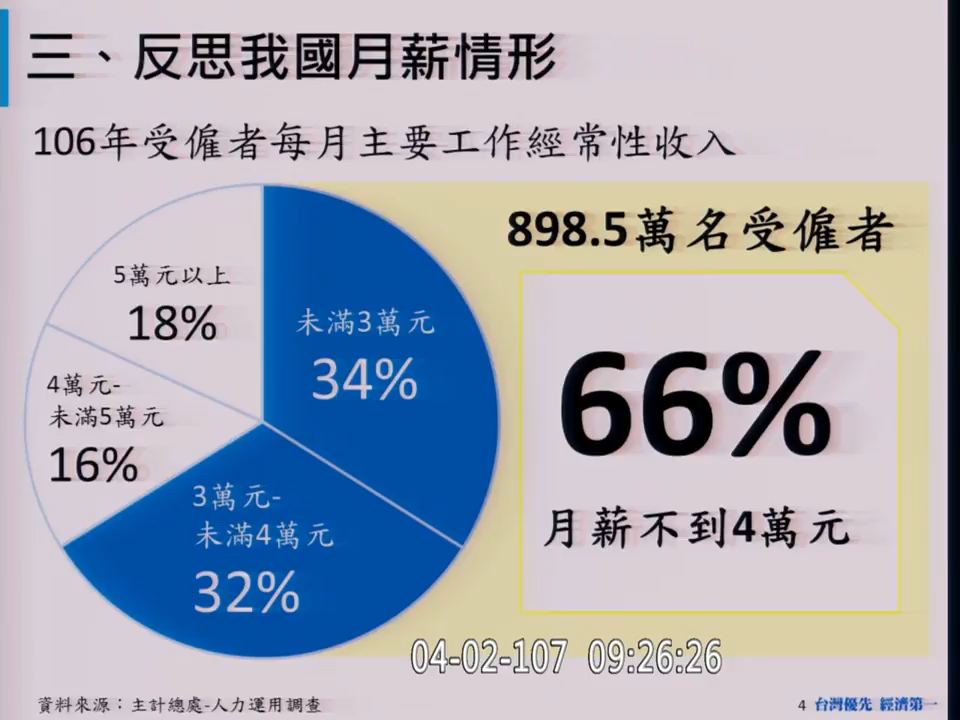 三、反思我國月薪情形
106年受僱者每月主要工作經常性收入
898.5萬名受僱者
5萬元以上
18%
未滿3萬元
34%
4萬元-
未滿5萬元
16%
3萬元-
未滿4萬元
32%
66%
月薪不到4萬元
04-02-107 09:26:26
資料來源：主計總處-人力運用調查
4 台灣優先 經濟第一